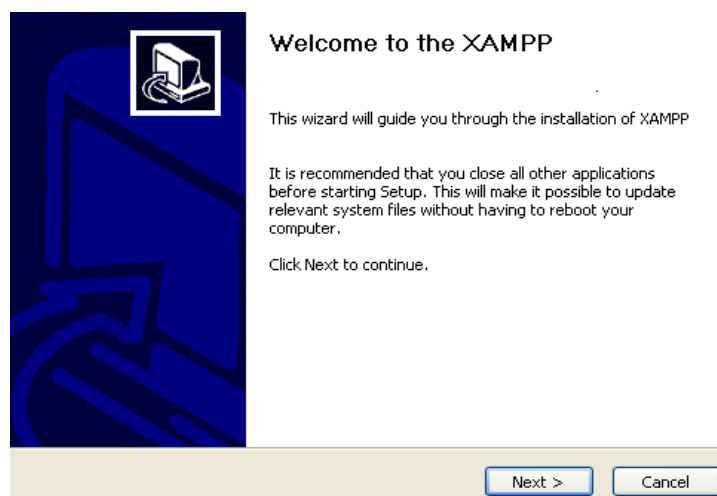 Welcome to the XAMPP
This wizard will guide you through the installation of XAMPP
It is recommended that you close all other applications
before starting Setup. This will make it possible to update
relevant system files without having to reboot your
computer.
Click Next to continue.
Next >
Cancel